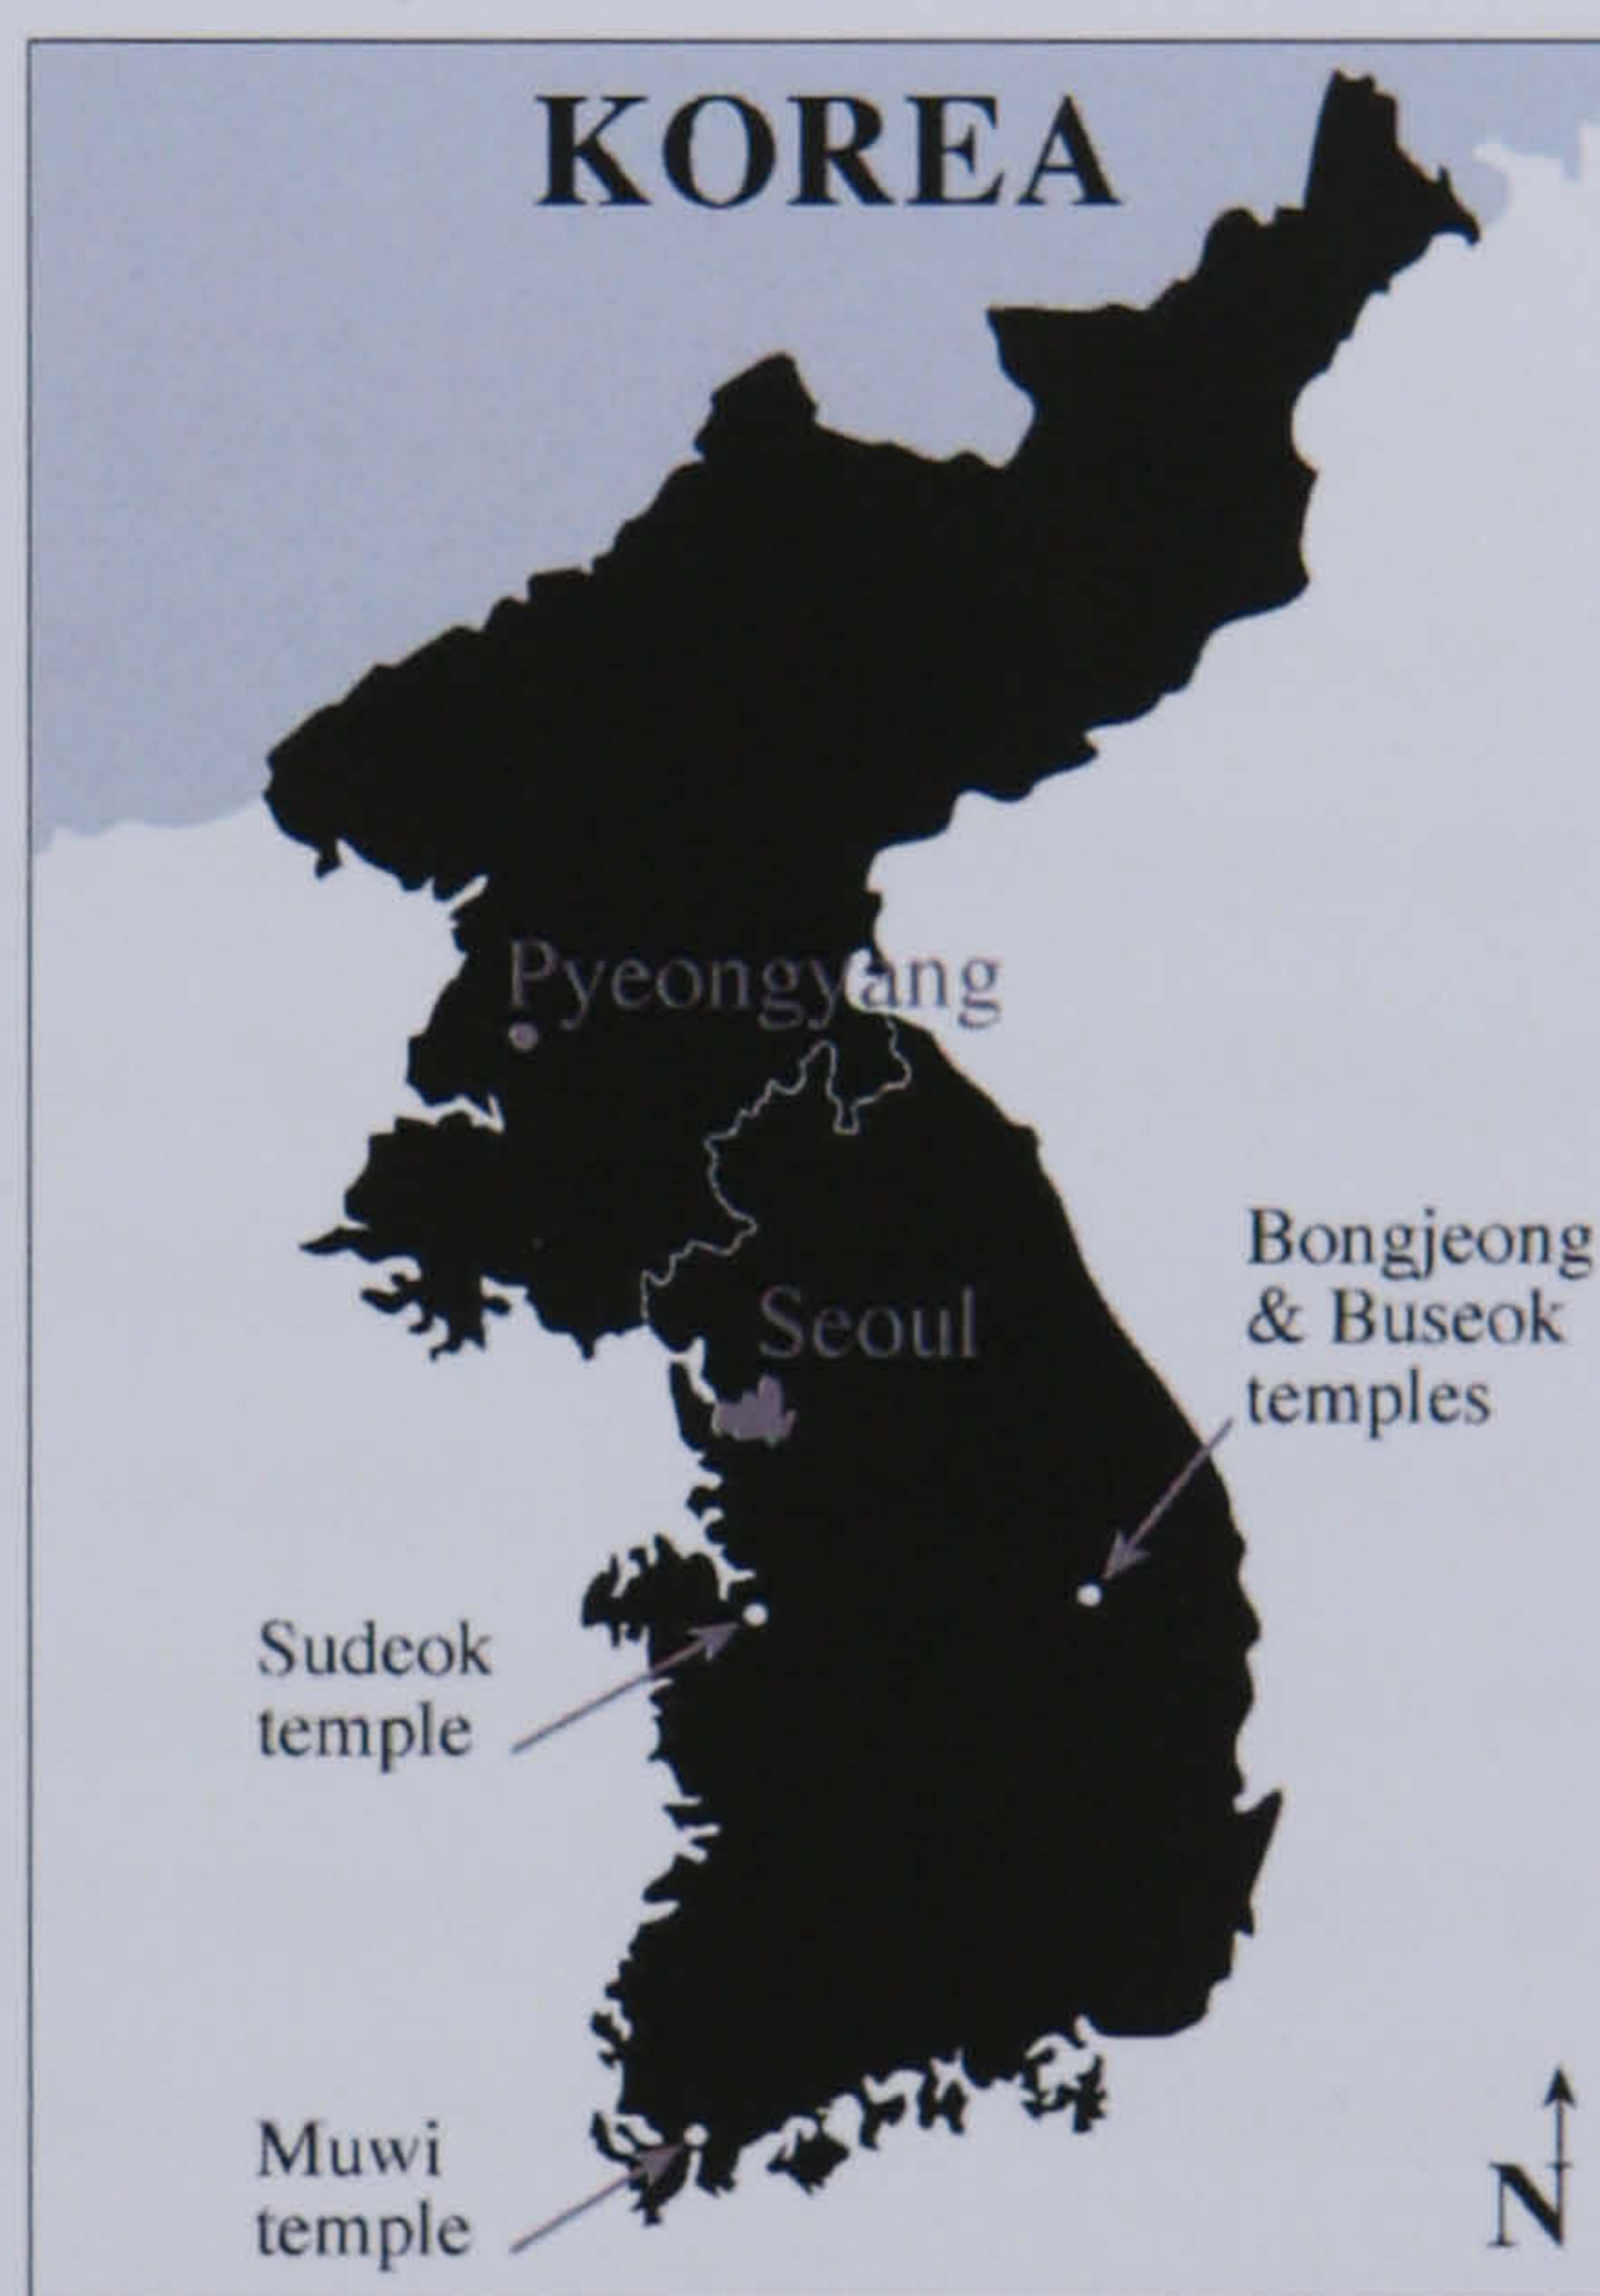 KOREA
Pyeongyang
Seoul
Bongjeong
& Buseok
temples
Sudeok
temple
Muwi
temple
N